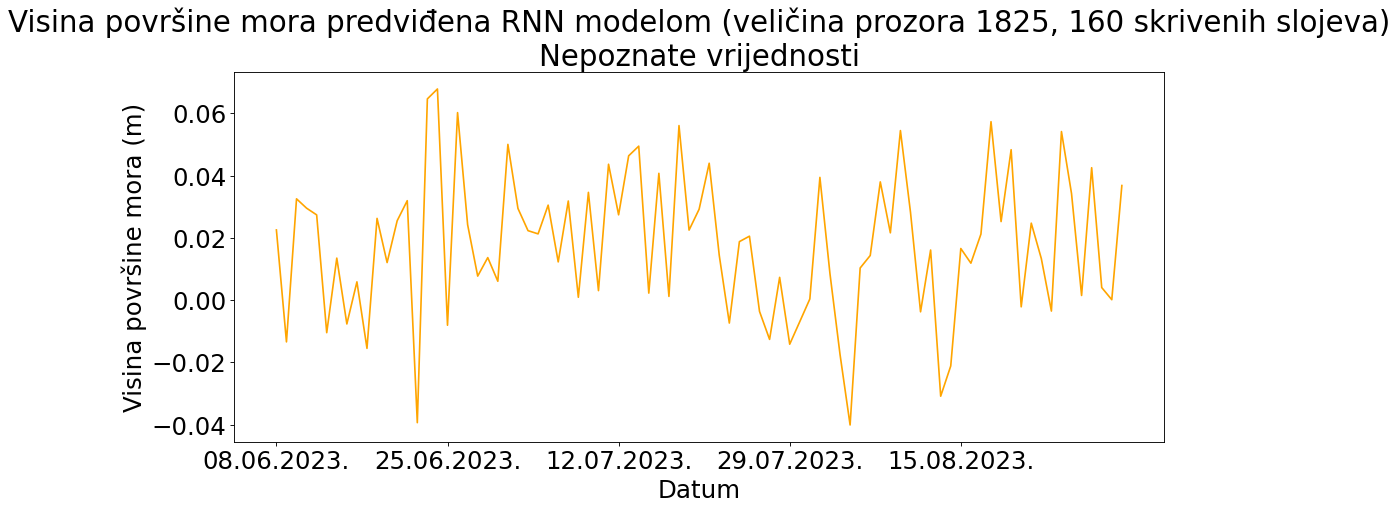 Visina površine mora predviđena RNN modelom (veličina prozora 1825, 160 skrivenih slojeva)
Nepoznate vrijednosti
Visina površine mora (m)
0.06
0.04
0.02
0.00
−0.02
−0.04
08.06.2023. 25.06.2023. 12.07.2023. 29.07.2023. 15.08.2023.
Datum